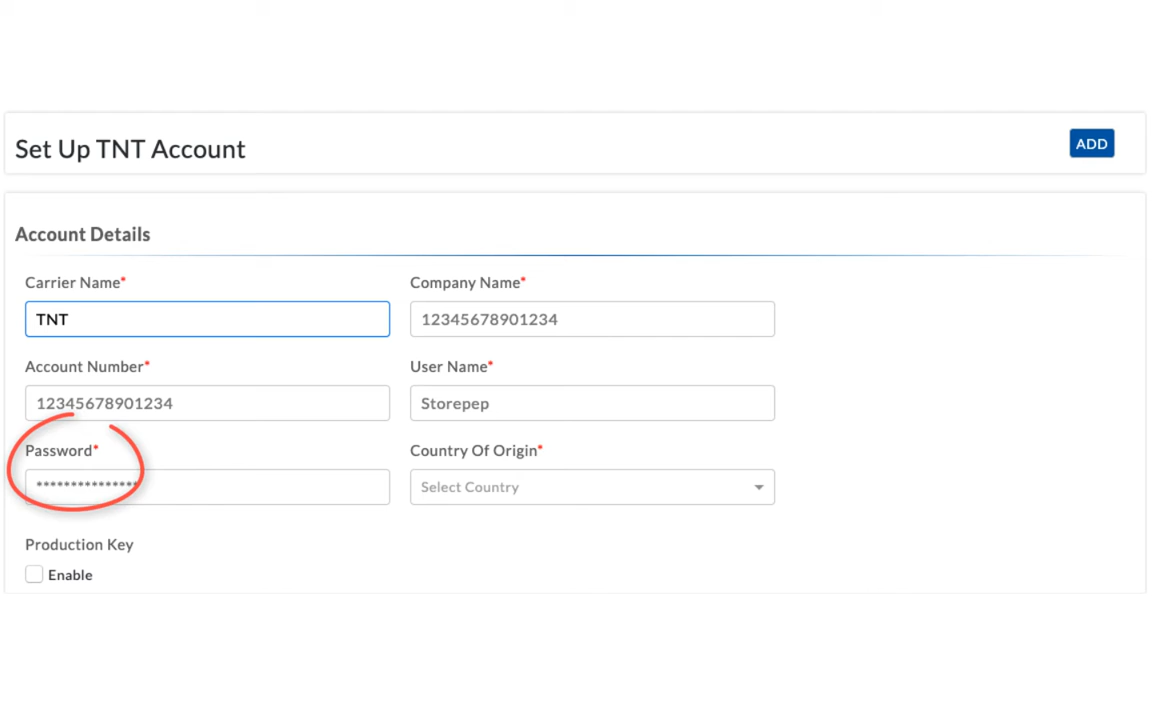 Set Up TNT Account
ADD
Account Details
Carrier Name* Company Name*
TNT 12345678901234
Account Number* User Name*
12345678901234 Storepep
Password* Country Of Origin*
*************** Select Country
Production Key
Enable